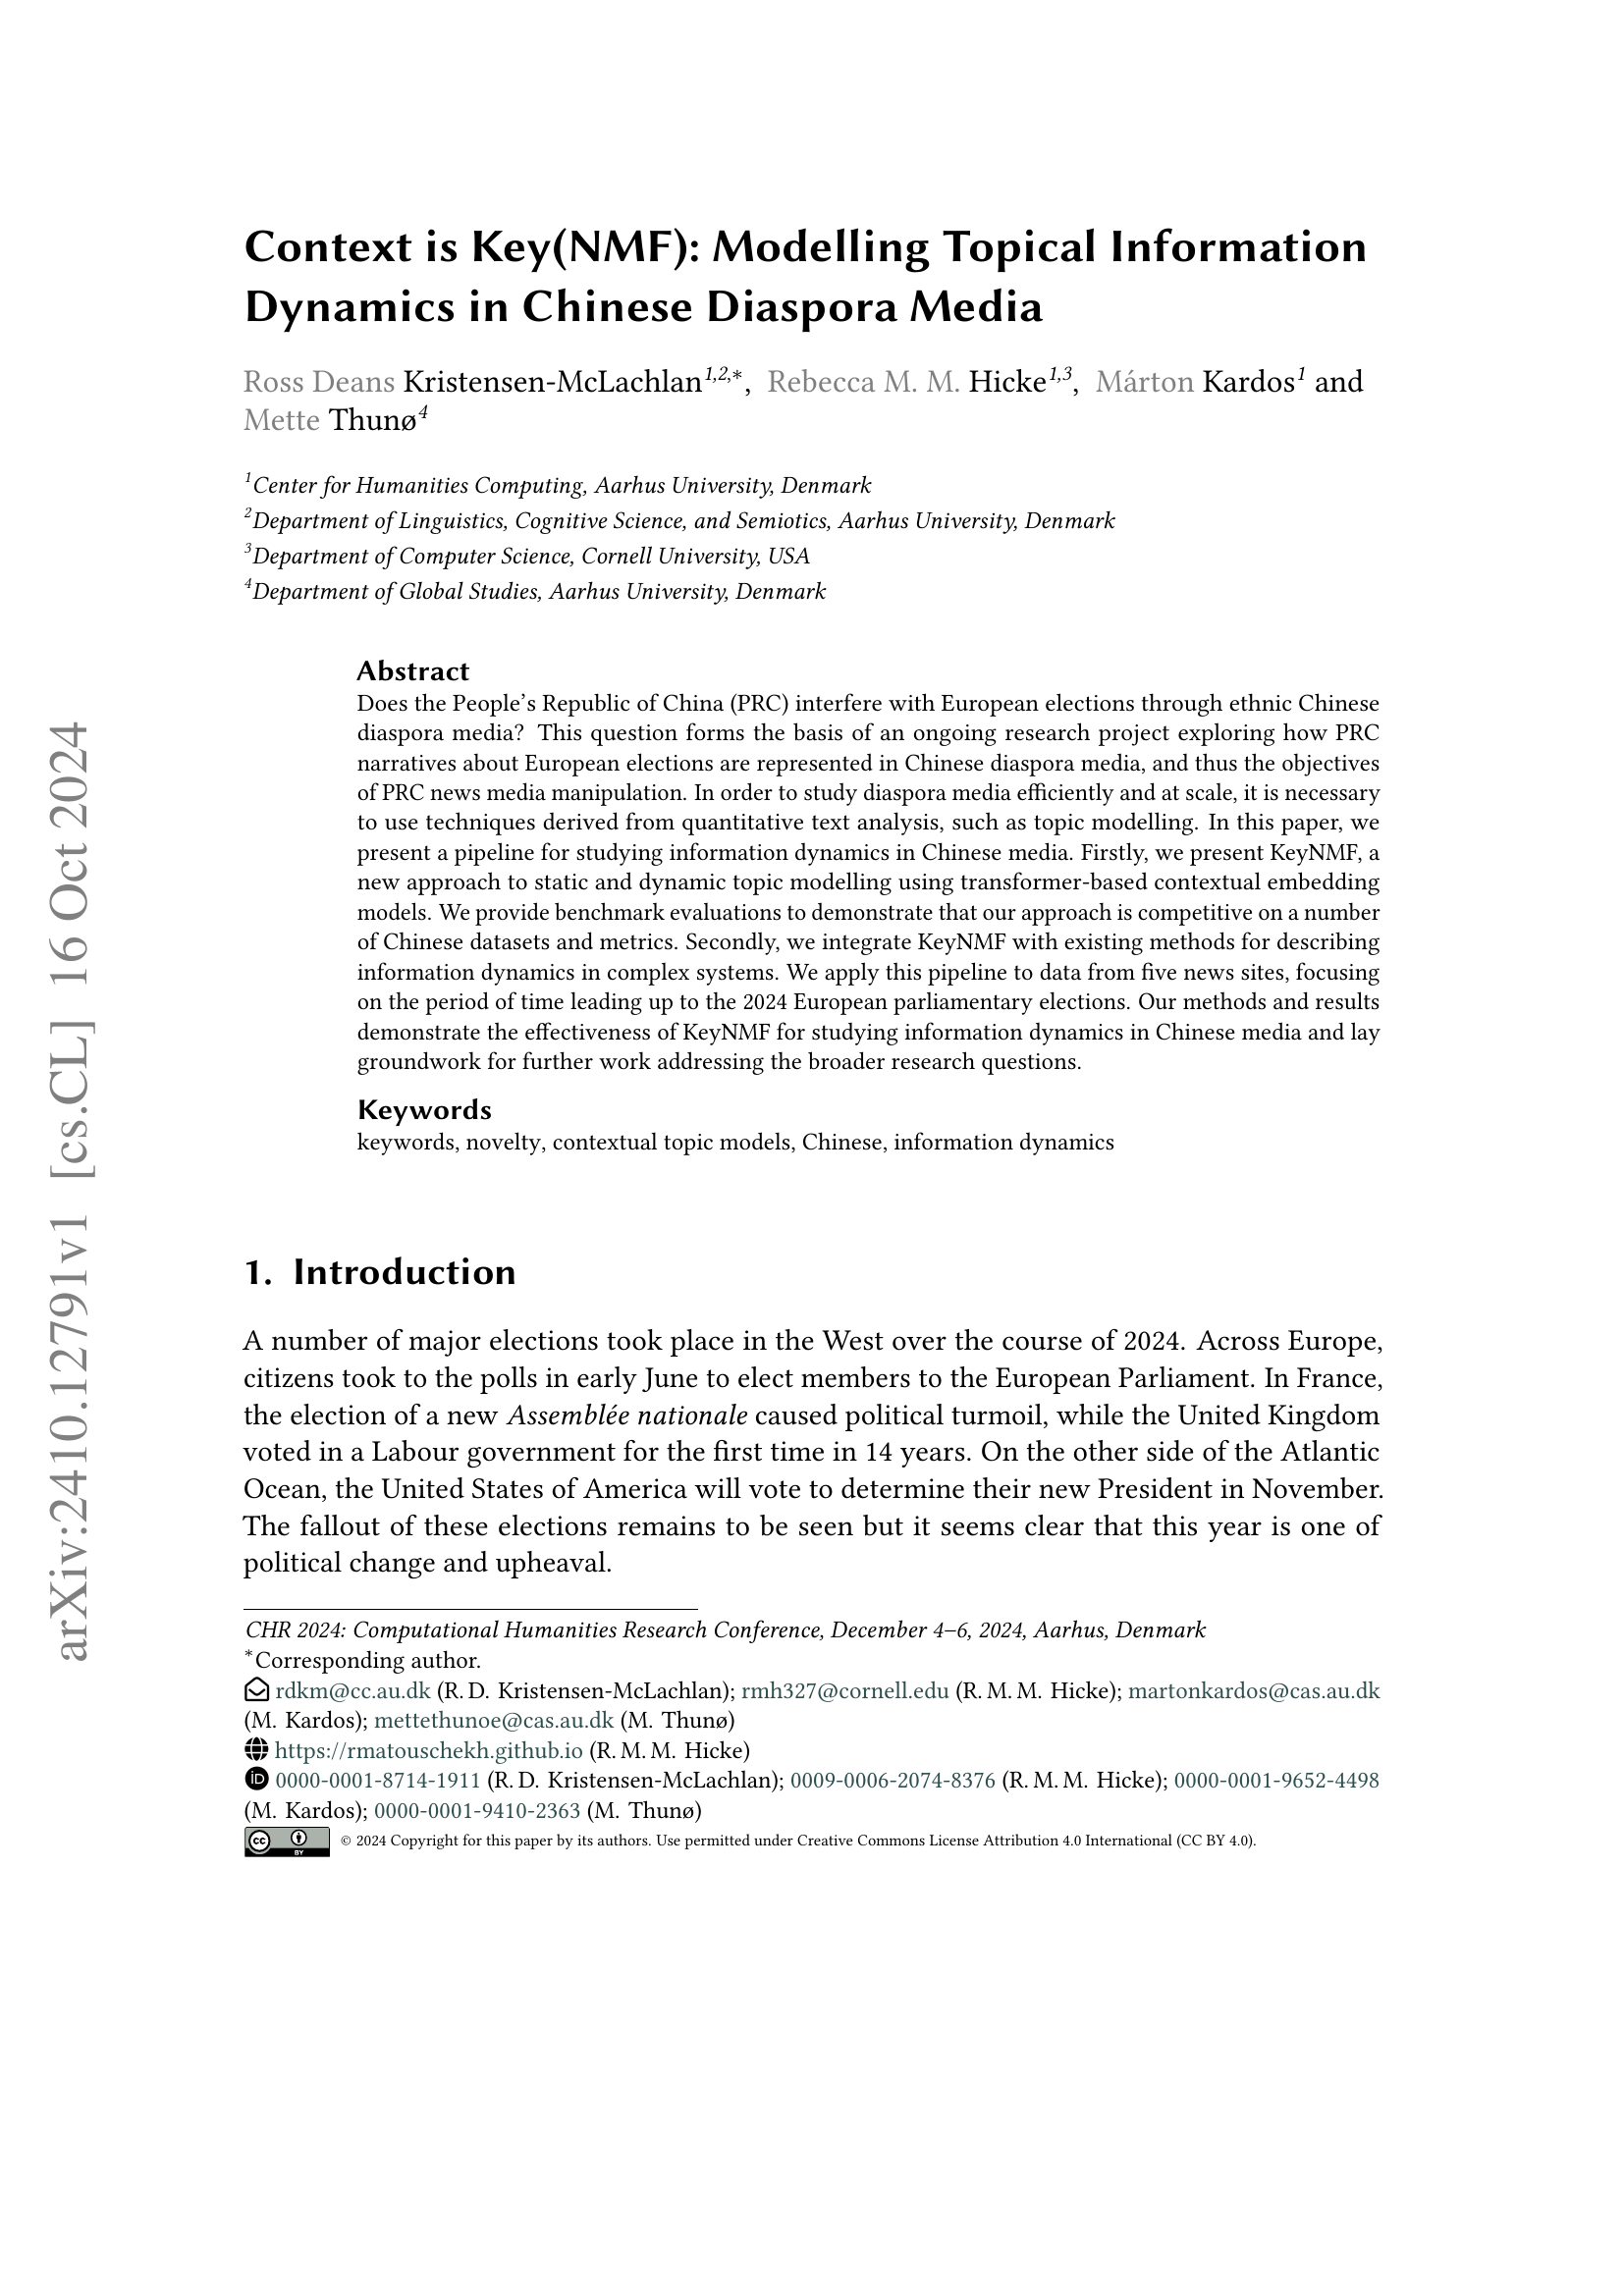 Context is Key(NMF): Modelling Topical Information
Dynamics in Chinese Diaspora Media
Ross Deans Kristensen-McLachlan1,2,∗, Rebecca M. M. Hicke1,3, Márton Kardos1 and
Mette Thunø4
1Center for Humanities Computing, Aarhus University, Denmark
2Department of Linguistics, Cognitive Science, and Semiotics, Aarhus University, Denmark
3Department of Computer Science, Cornell University, USA
4Department of Global Studies, Aarhus University, Denmark
Abstract
Does the People's Republic of China (PRC) interfere with European elections through ethnic Chinese
diaspora media? This question forms the basis of an ongoing research project exploring how PRC
narratives about European elections are represented in Chinese diaspora media, and thus the objectives
of PRC news media manipulation. In order to study diaspora media efficiently and at scale, it is necessary
to use techniques derived from quantitative text analysis, such as topic modelling. In this paper, we
present a pipeline for studying information dynamics in Chinese media. Firstly, we present KeyNMF, a
new approach to static and dynamic topic modelling using transformer-based contextual embedding
models. We provide benchmark evaluations to demonstrate that our approach is competitive on a number
of Chinese datasets and metrics. Secondly, we integrate KeyNMF with existing methods for describing
information dynamics in complex systems. We apply this pipeline to data from five news sites, focusing
on the period of time leading up to the 2024 European parliamentary elections. Our methods and results
demonstrate the effectiveness of KeyNMF for studying information dynamics in Chinese media and lay
groundwork for further work addressing the broader research questions.
Keywords
keywords, novelty, contextual topic models, Chinese, information dynamics
1. Introduction
A number of major elections took place in the West over the course of 2024. Across Europe,
citizens took to the polls in early June to elect members to the European Parliament. In France,
the election of a new Assemblée nationale caused political turmoil, while the United Kingdom
voted in a Labour government for the first time in 14 years. On the other side of the Atlantic
Ocean, the United States of America will vote to determine their new President in November.
The fallout of these elections remains to be seen but it seems clear that this year is one of
political change and upheaval.
CHR 2024: Computational Humanities Research Conference, December 4–6, 2024, Aarhus, Denmark
∗Corresponding author.
rdkm@cc.au.dk (R. D. Kristensen-McLachlan); rmh327@cornell.edu (R. M. M. Hicke); martonkardos@cas.au.dk
(M. Kardos); mettethunoe@cas.au.dk (M. Thunø)
https://rmatouschekh.github.io (R. M. M. Hicke)
iD 0000-0001-8714-1911 (R. D. Kristensen-McLachlan); 0009-0006-2074-8376 (R. M. M. Hicke); 0000-0001-9652-4498
(M. Kardos); 0000-0001-9410-2363 (M. Thunø)
cc BY © 2024 Copyright for this paper by its authors. Use permitted under Creative Commons License Attribution 4.0 International (CC BY 4.0).
arXiv:2410.12791v1 [cs.CL] 16 Oct 2024